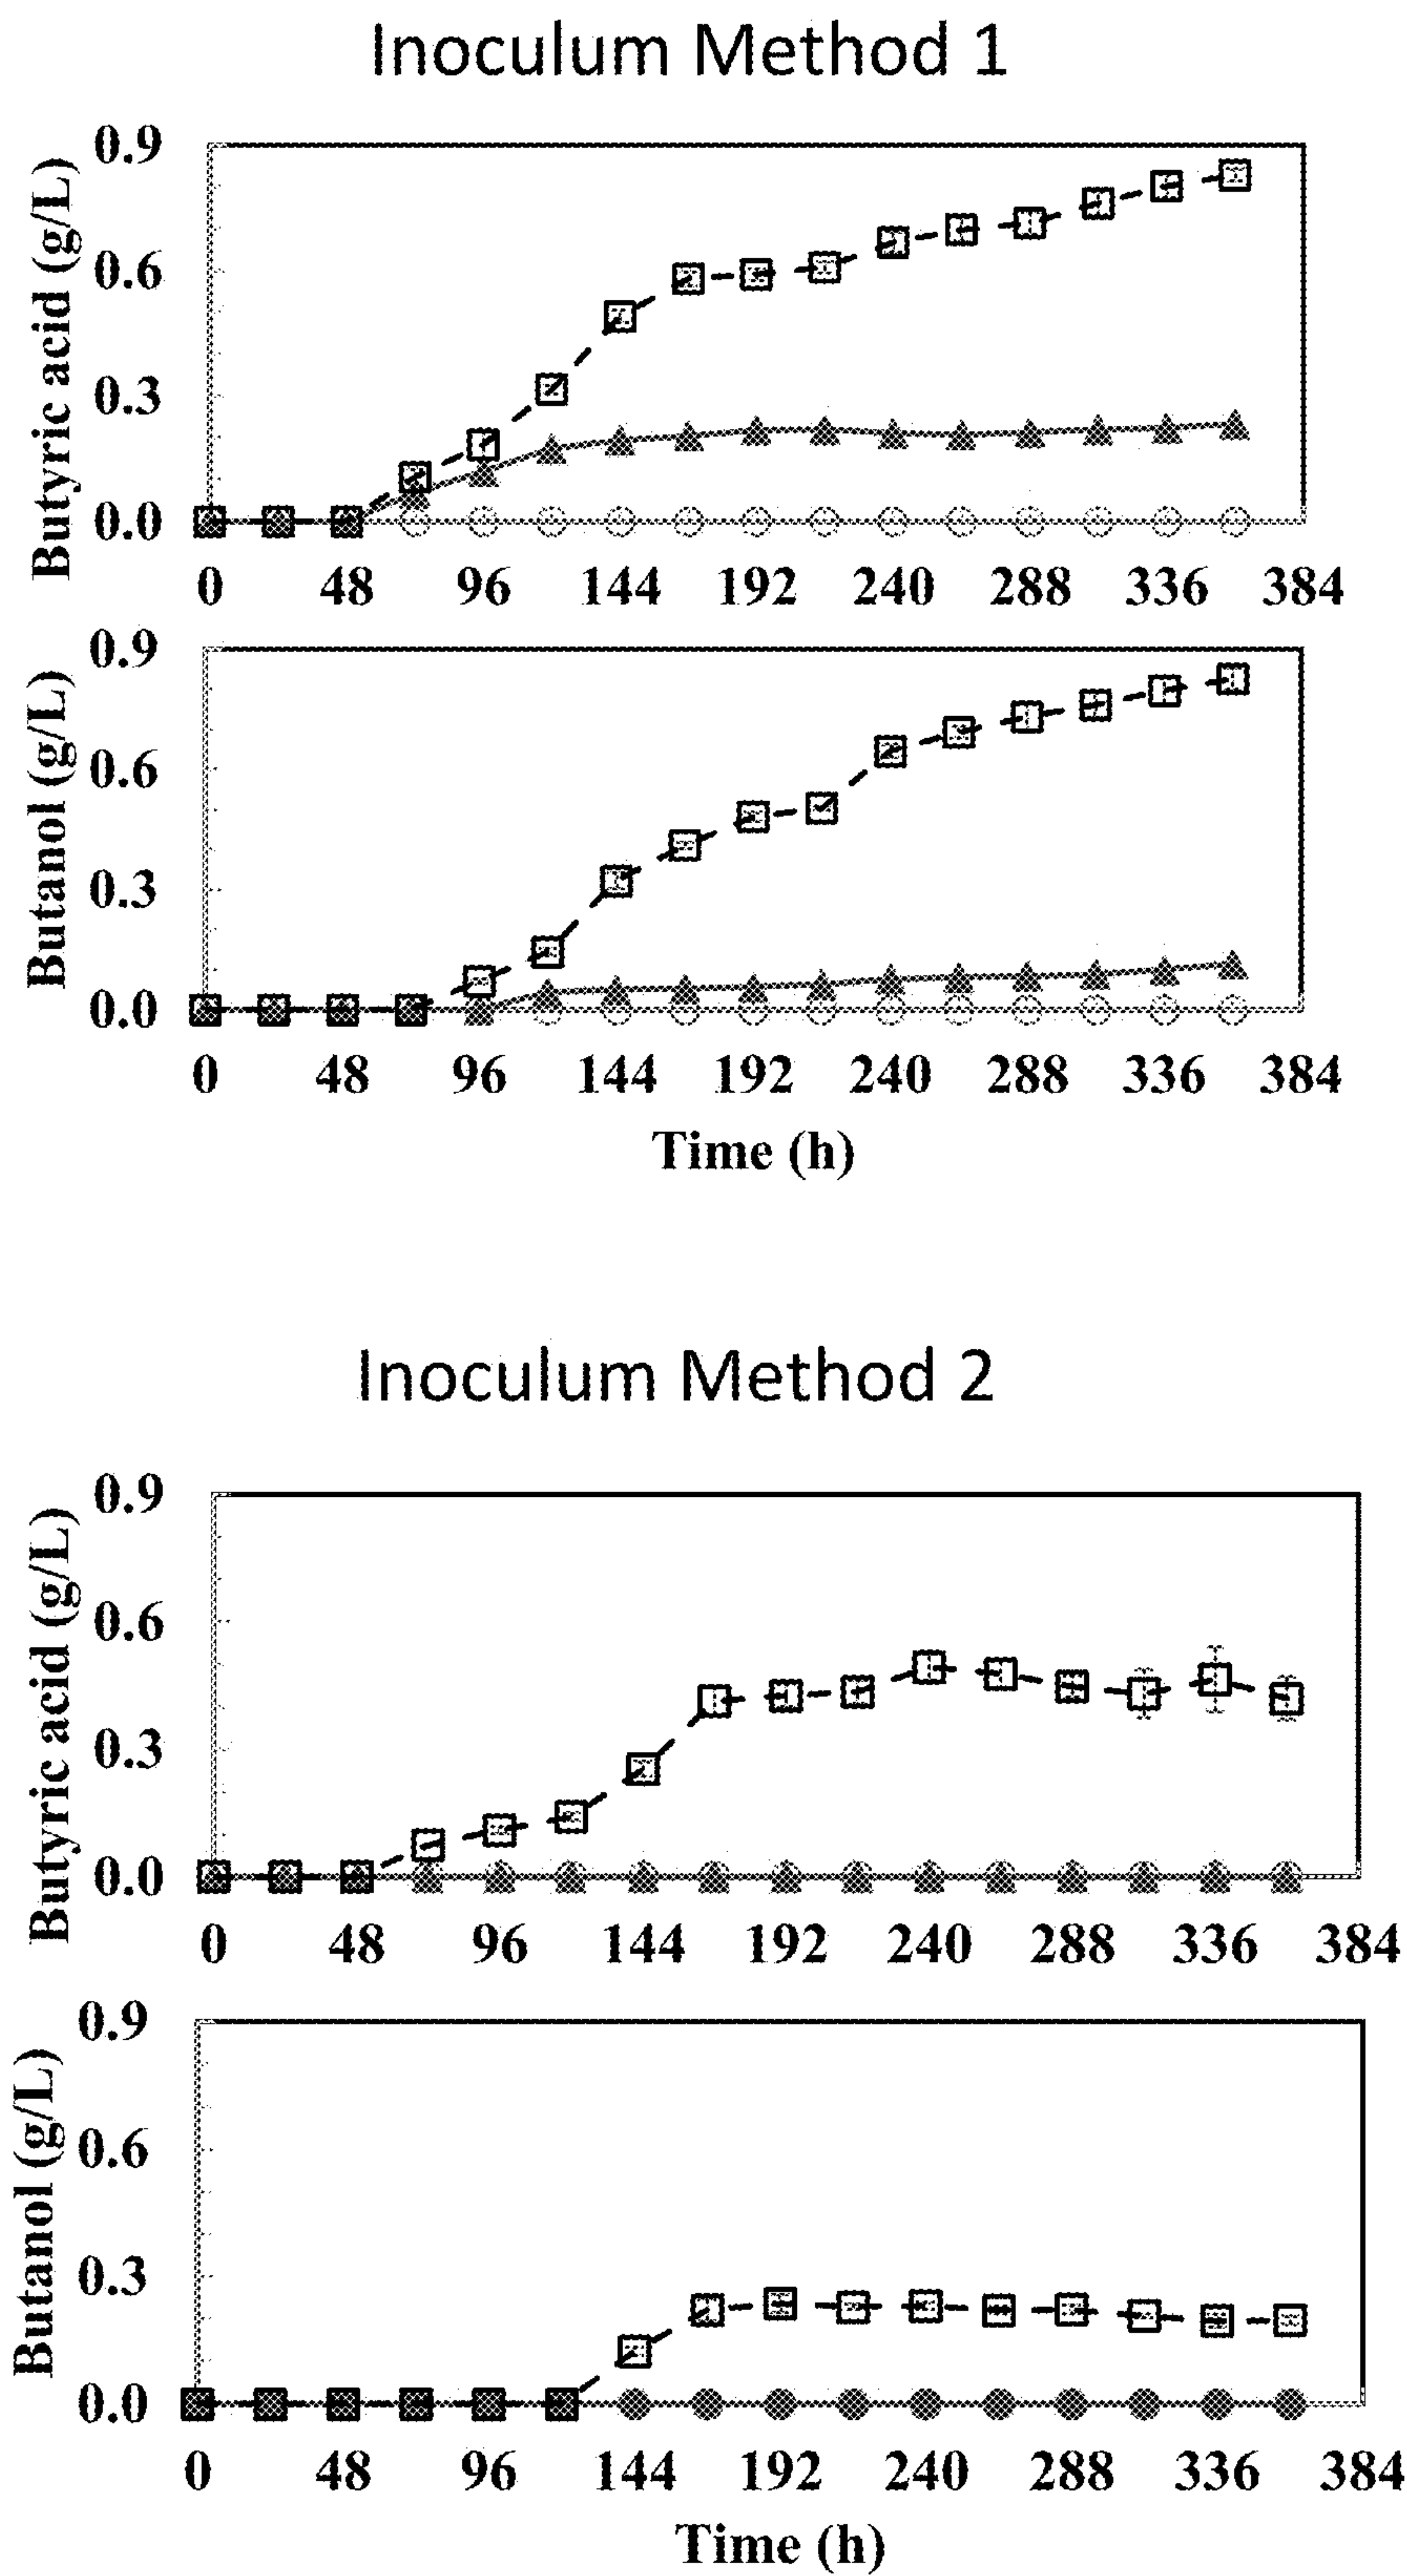 Inoculum Method 1
Butyric acid (g/L)
0.9
0.6
0.3
0.0
0 48 96 144 192 240 288 336 384
Butanol (g/L)
0.9
0.6
0.3
0.0
0 48 96 144 192 240 288 336 384
Time (h)
Inoculum Method 2
Butyric acid (g/L)
0.9
0.6
0.3
0.0
0 48 96 144 192 240 288 336 384
Butanol (g/L)
0.9
0.6
0.3
0.0
0 48 96 144 192 240 288 336 384
Time (h)